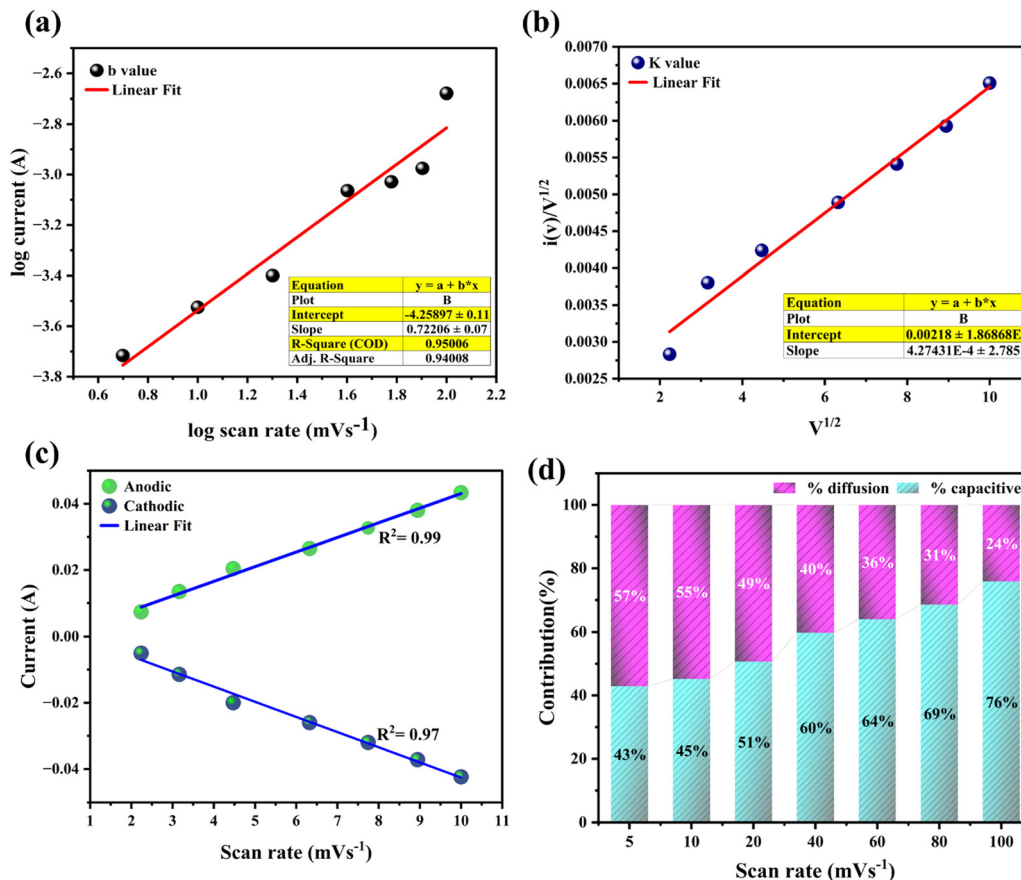 (a)
b value
Linear Fit
−2.6
−2.8
−3.0
−3.2
−3.4
−3.6
−3.8
log current (A)
Equation y = a + b*x
Plot B
Intercept -4.25897 ± 0.11
Slope 0.72206 ± 0.07
R-Square (COD) 0.95006
Adj. R-Square 0.94008
0.6 0.8 1.0 1.2 1.4 1.6 1.8 2.0 2.2
log scan rate (mVs-1)
(b)
K value
Linear Fit
0.0070
0.0065
0.0060
0.0055
0.0050
0.0045
0.0040
0.0035
0.0030
0.0025
i(v)/V1/2
Equation y = a + b*x
Plot B
Intercept 0.00218 ± 1.86868E
Slope 4.27431E-4 ± 2.785
2 4 6 8 10
V1/2
(c)
Anodic
Cathodic
Linear Fit
0.04
0.02
0.00
−0.02
−0.04
Current (A)
R2= 0.99
R2= 0.97
1 2 3 4 5 6 7 8 9 10 11
Scan rate (mVs-1)
(d)
% diffusion % capacitive
100
80
60
40
20
0
Contribution(%)
57% 55% 49% 40% 36% 31% 24%
43% 45% 51% 60% 64% 69% 76%
5 10 20 40 60 80 100
Scan rate (mVs-1)